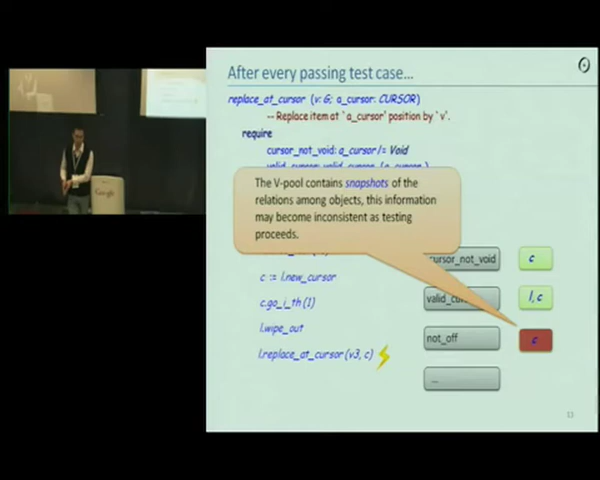 After every passing test case...
replace_at_cursor (v: G; a_cursor: CURSOR)
-- Replace item at `a_cursor' position by `v'.
require
cursor_not_void: a_cursor /= Void
The V-pool contains snapshots of the
relations among objects, this information
may become inconsistent as testing
proceeds.
cursor_not_void
c
c := l.new_cursor
c.go_i_th(1)
l, c
l.wipe_out
not_off
c
l.replace_at_cursor (v3, c)
...
13
Google